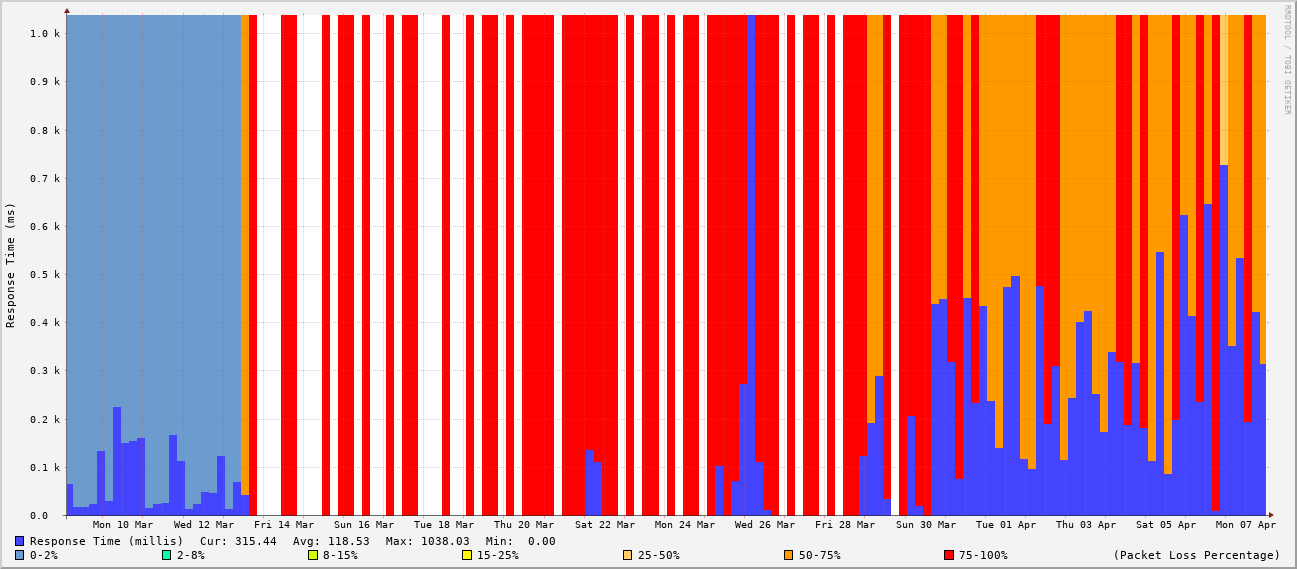 RRDTOOL / TOBI OETIKER
Response Time (ms)
1.0 k
0.9 k
0.8 k
0.7 k
0.6 k
0.5 k
0.4 k
0.3 k
0.2 k
0.1 k
0.0
Mon 10 Mar Wed 12 Mar Fri 14 Mar Sun 16 Mar Tue 18 Mar Thu 20 Mar Sat 22 Mar Mon 24 Mar Wed 26 Mar Fri 28 Mar Sun 30 Mar Tue 01 Apr Thu 03 Apr Sat 05 Apr Mon 07 Apr
Response Time (millis) Cur: 315.44 Avg: 118.53 Max: 1038.03 Min: 0.00
0-2% 2-8% 8-15% 15-25% 25-50% 50-75% 75-100% (Packet Loss Percentage)